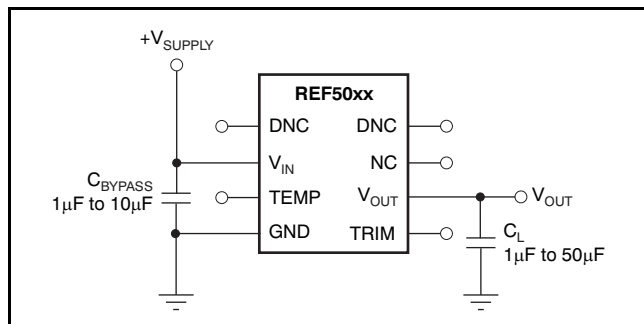 +VSUPPLY
REF50xx
DNC
DNC
VIN
NC
CBYPASS
1µF to 10µF
TEMP
VOUT
VOUT
GND
TRIM
CL
1µF to 50µF